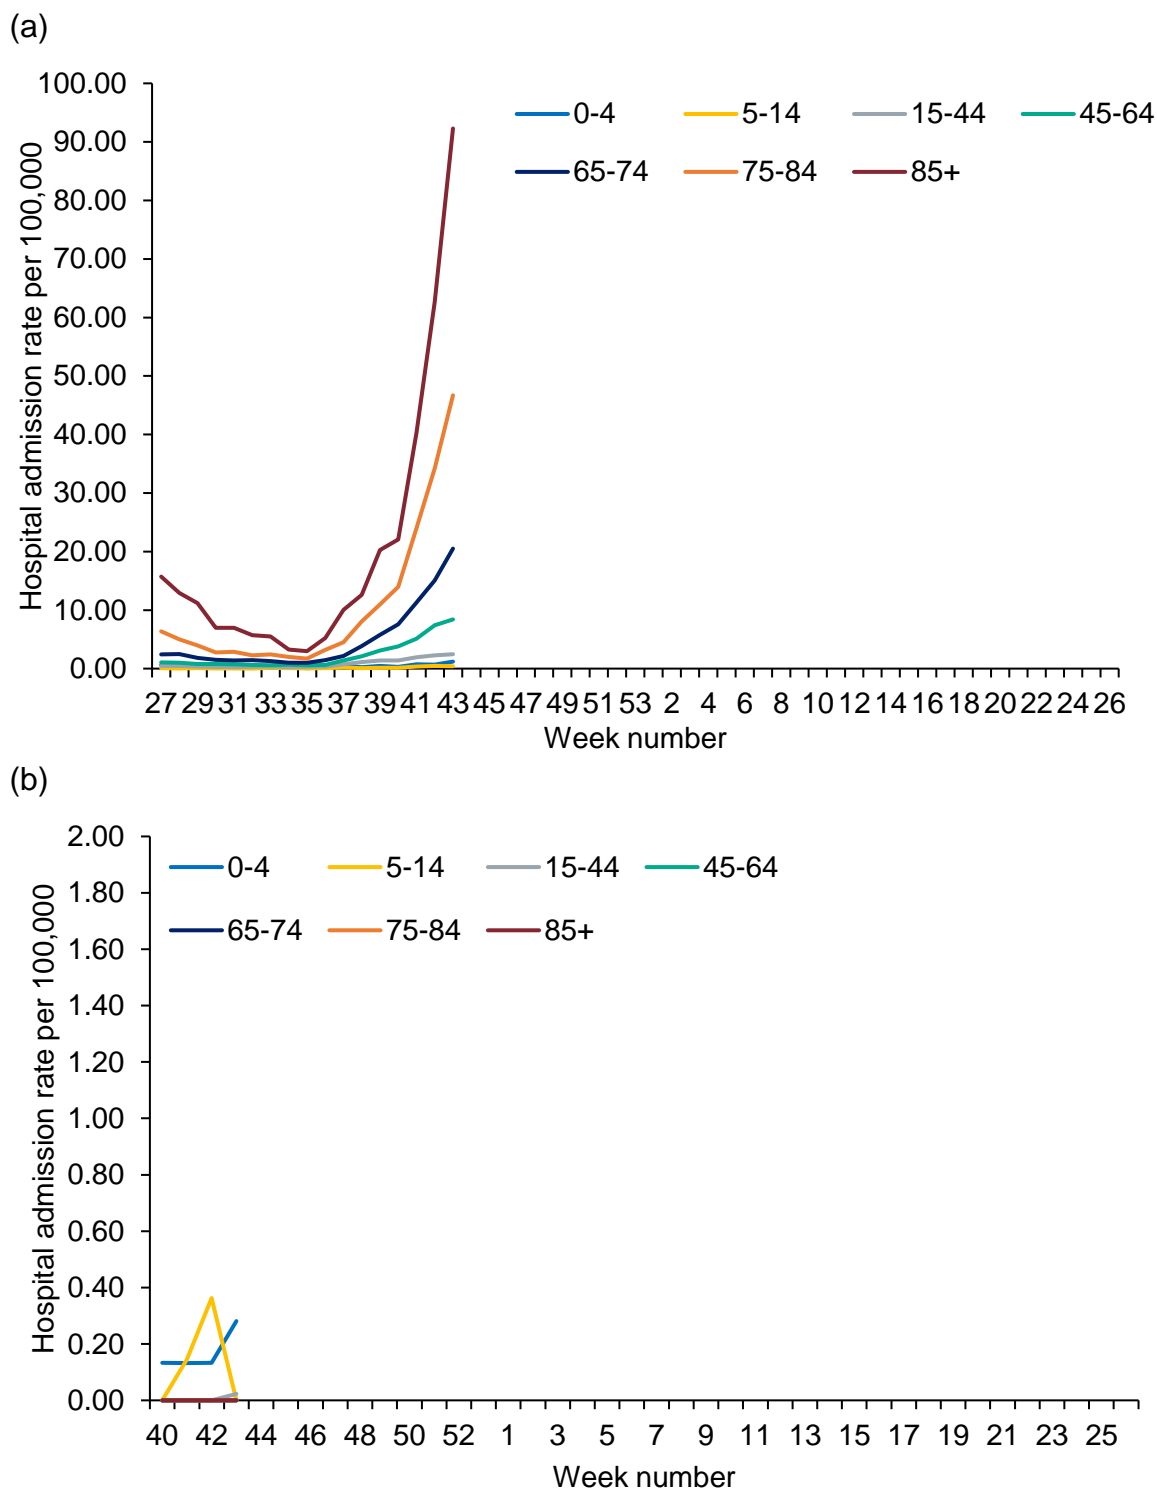 (a)
Hospital admission rate per 100,000
100.00
90.00
80.00
70.00
60.00
50.00
40.00
30.00
20.00
10.00
0.00
0-4 5-14 15-44 45-64
65-74 75-84 85+
27 29 31 33 35 37 39 41 43 45 47 49 51 53 2 4 6 8 10 12 14 16 18 20 22 24 26
Week number
(b)
Hospital admission rate per 100,000
2.00
1.80
1.60
1.40
1.20
1.00
0.80
0.60
0.40
0.20
0.00
0-4 5-14 15-44 45-64
65-74 75-84 85+
40 42 44 46 48 50 52 1 3 5 7 9 11 13 15 17 19 21 23 25
Week number